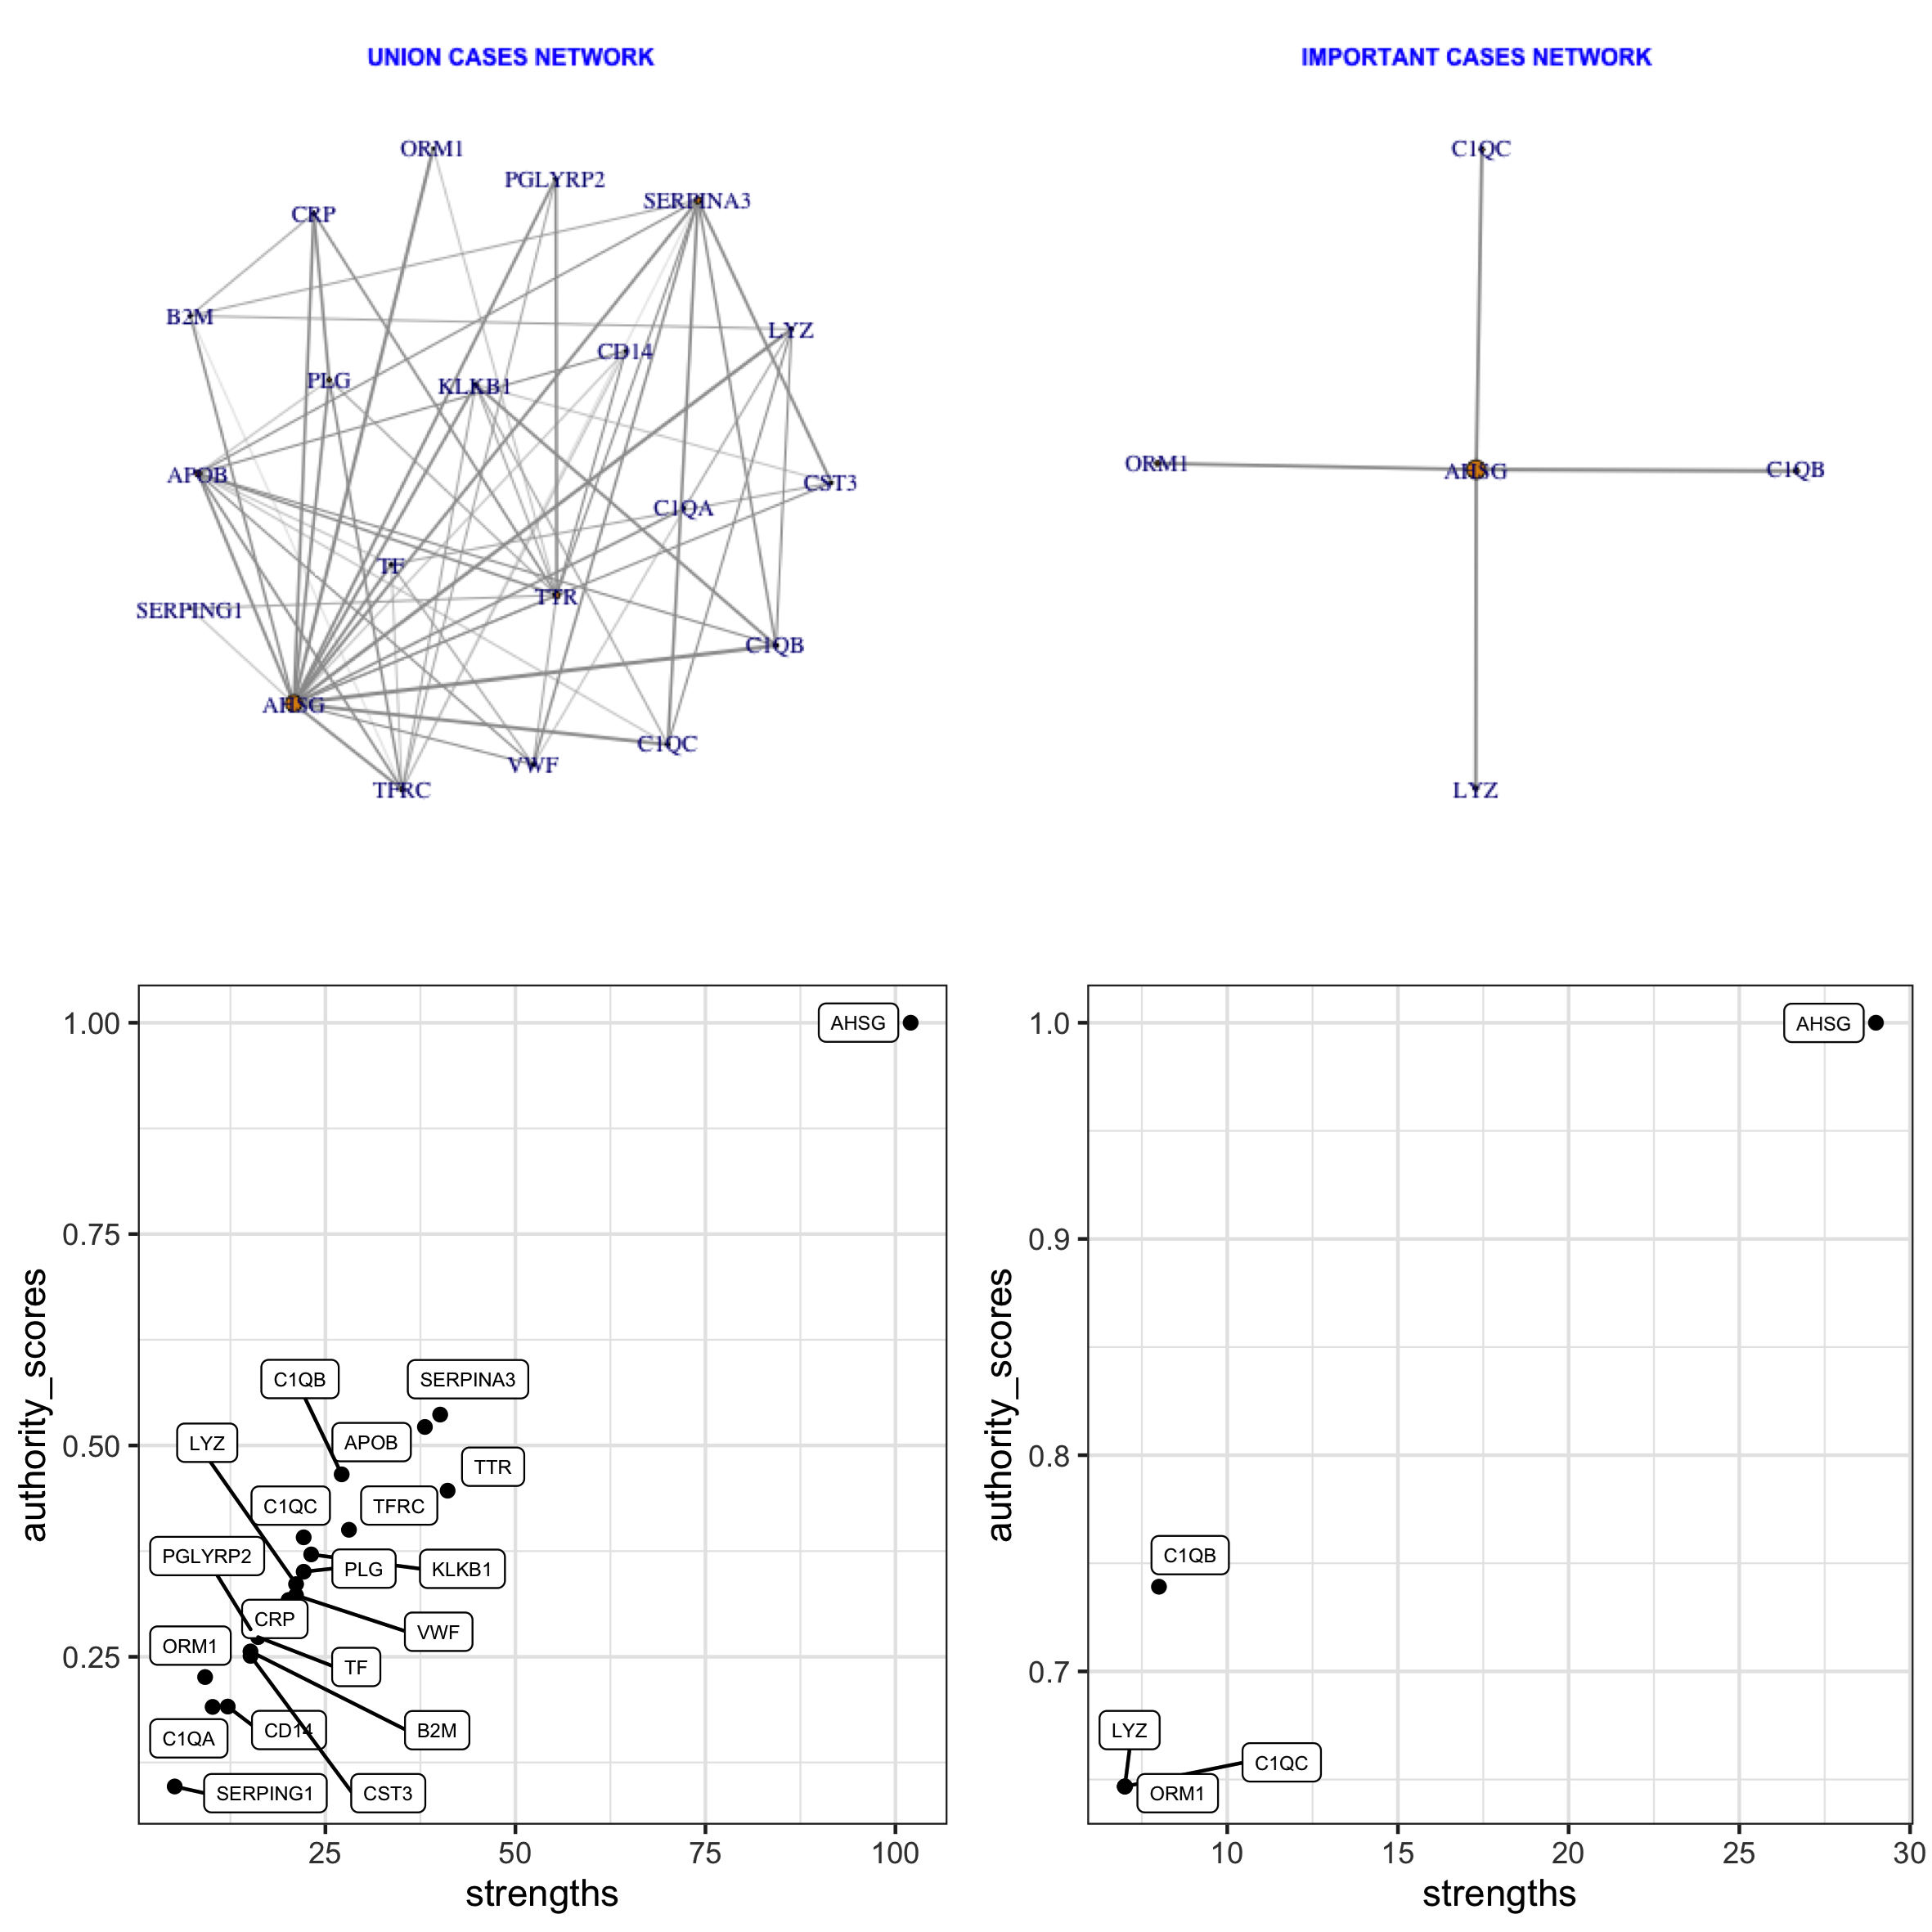 UNION CASES NETWORK
ORM1
PGLYRP2
SERPINA3
CRP
B2M
LYZ
CD14
PLG
KLKB1
APOB
CST3
C1QA
TF
TTR
SERPING1
C1QB
AHSG
C1QC
VWF
TFRC
IMPORTANT CASES NETWORK
C1QC
ORM1
AHSG
C1QB
LYZ
authority_scores
1.00
0.75
0.50
0.25
AHSG
C1QB
SERPINA3
LYZ
APOB
TTR
C1QC
TFRC
PGLYRP2
PLG
KLKB1
CRP
VWF
ORM1
TF
C1QA
CD14
B2M
SERPING1
CST3
25
50
75
100
strengths
authority_scores
1.0
0.9
0.8
0.7
AHSG
C1QB
LYZ
C1QC
ORM1
10
15
20
25
30
strengths